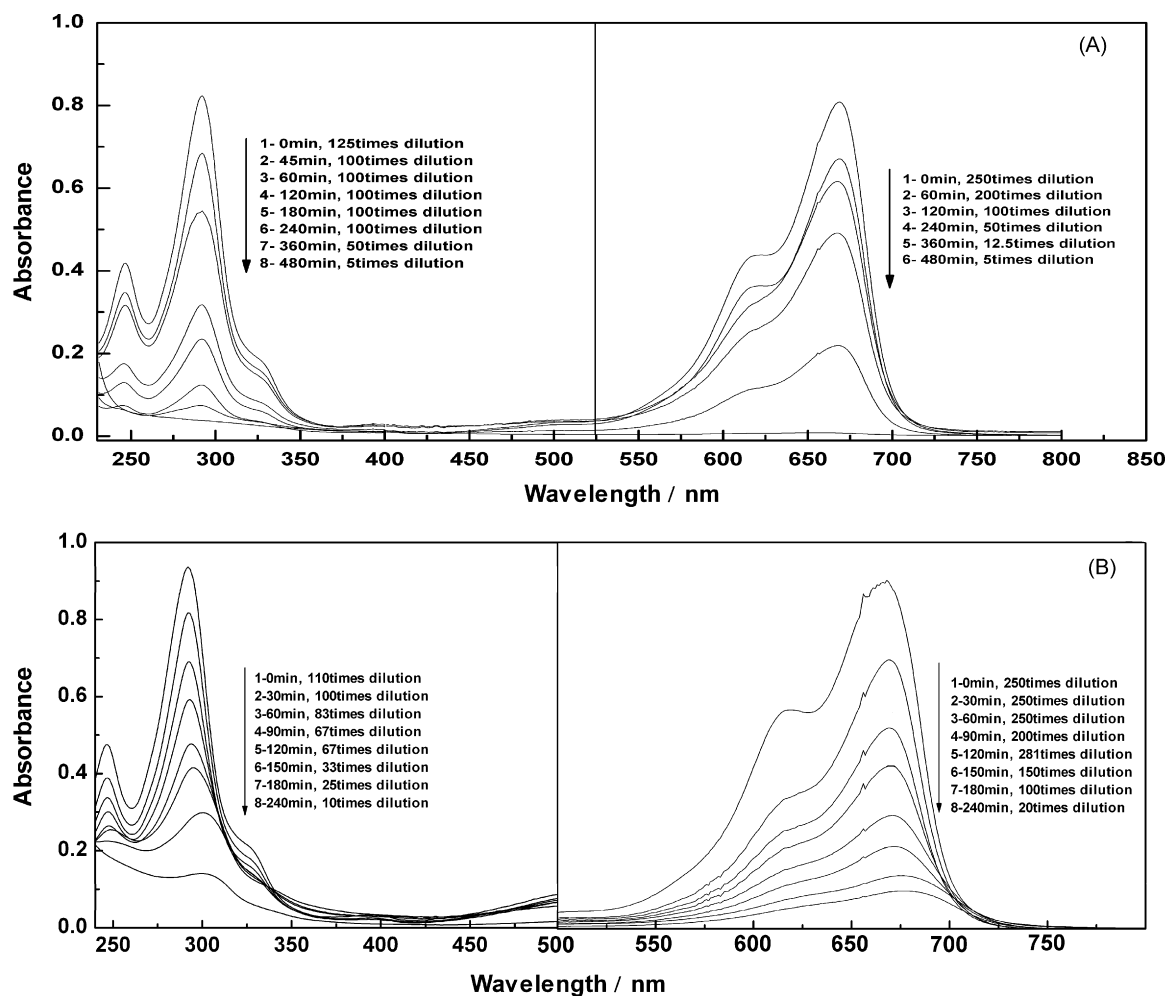 (A)
1.0
0.8
0.6
0.4
0.2
0.0
Absorbance
1- 0min, 125times dilution
2- 45min, 100times dilution
3- 60min, 100times dilution
4- 120min, 100times dilution
5- 180min, 100times dilution
6- 240min, 100times dilution
7- 360min, 50times dilution
8- 480min, 5times dilution
1- 0min, 250times dilution
2- 60min, 200times dilution
3- 120min, 100times dilution
4- 240min, 50times dilution
5- 360min, 12.5times dilution
6- 480min, 5times dilution
250 300 350 400 450 500 550 600 650 700 750 800 850
Wavelength / nm
(B)
1.0
0.8
0.6
0.4
0.2
0.0
Absorbance
1-0min, 110times dilution
2-30min, 100times dilution
3-60min, 83times dilution
4-90min, 67times dilution
5-120min, 67times dilution
6-150min, 33times dilution
7-180min, 25times dilution
8-240min, 10times dilution
1-0min, 250times dilution
2-30min, 250times dilution
3-60min, 250times dilution
4-90min, 200times dilution
5-120min, 281times dilution
6-150min, 150times dilution
7-180min, 100times dilution
8-240min, 20times dilution
250 300 350 400 450 500 550 600 650 700 750
Wavelength / nm